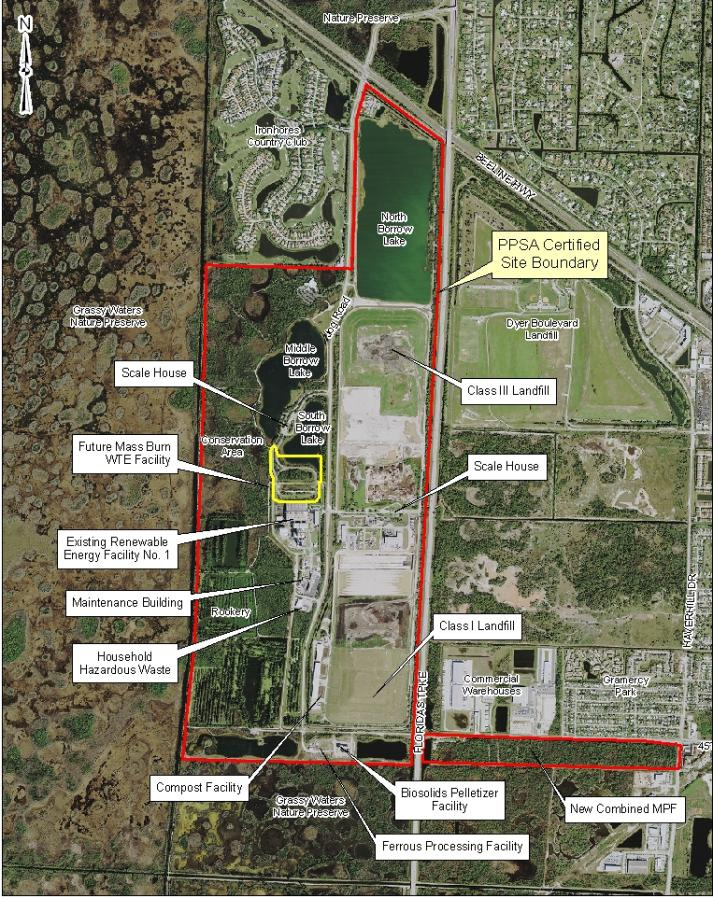 N
Nature Preserve
Ironhores
Country Club
BEELINE HWY
North
Borrow
Lake
PPSA Certified
Site Boundary
Grassy Waters
Nature Preserve
Jog Road
Dyer Boulevard
Landfill
Middle
Borrow
Lake
Scale House
Class III Landfill
South
Borrow
Lake
Conservation
Area
Future Mass Burn
WTE Facility
Scale House
Existing Renewable
Energy Facility No. 1
Maintenance Building
Rookery
HAVERHILL DR
Class I Landfill
Household
Hazardous Waste
Commercial
Warehouses
Gramercy
Park
FLORIDAS TPKE
45T
Compost Facility
Biosolids Pelletizer
Facility
Grassy Waters
Nature Preserve
New Combined MPF
Ferrous Processing Facility